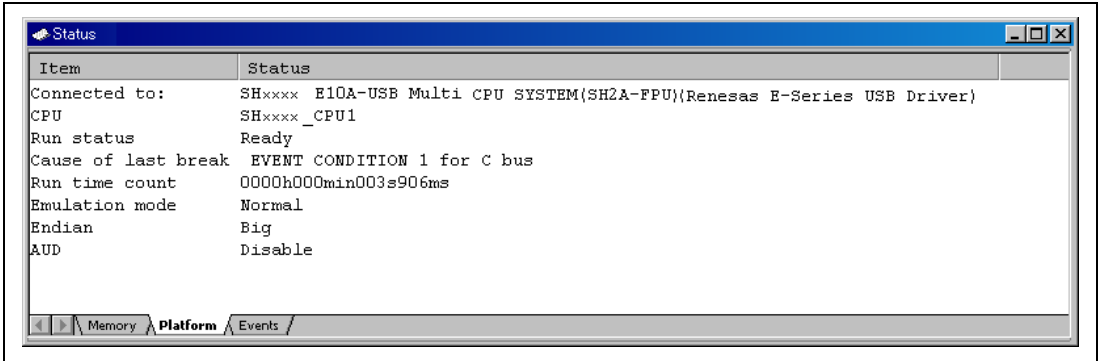 Status
Item Status
Connected to: SHxxxx E10A-USB Multi CPU SYSTEM(SH2A-FPU)(Renesas E-Series USB Driver)
CPU SHxxxx_CPU1
Run status Ready
Cause of last break EVENT CONDITION 1 for C bus
Run time count 0000h000min003s906ms
Emulation mode Normal
Endian Big
AUD Disable
Memory Platform Events